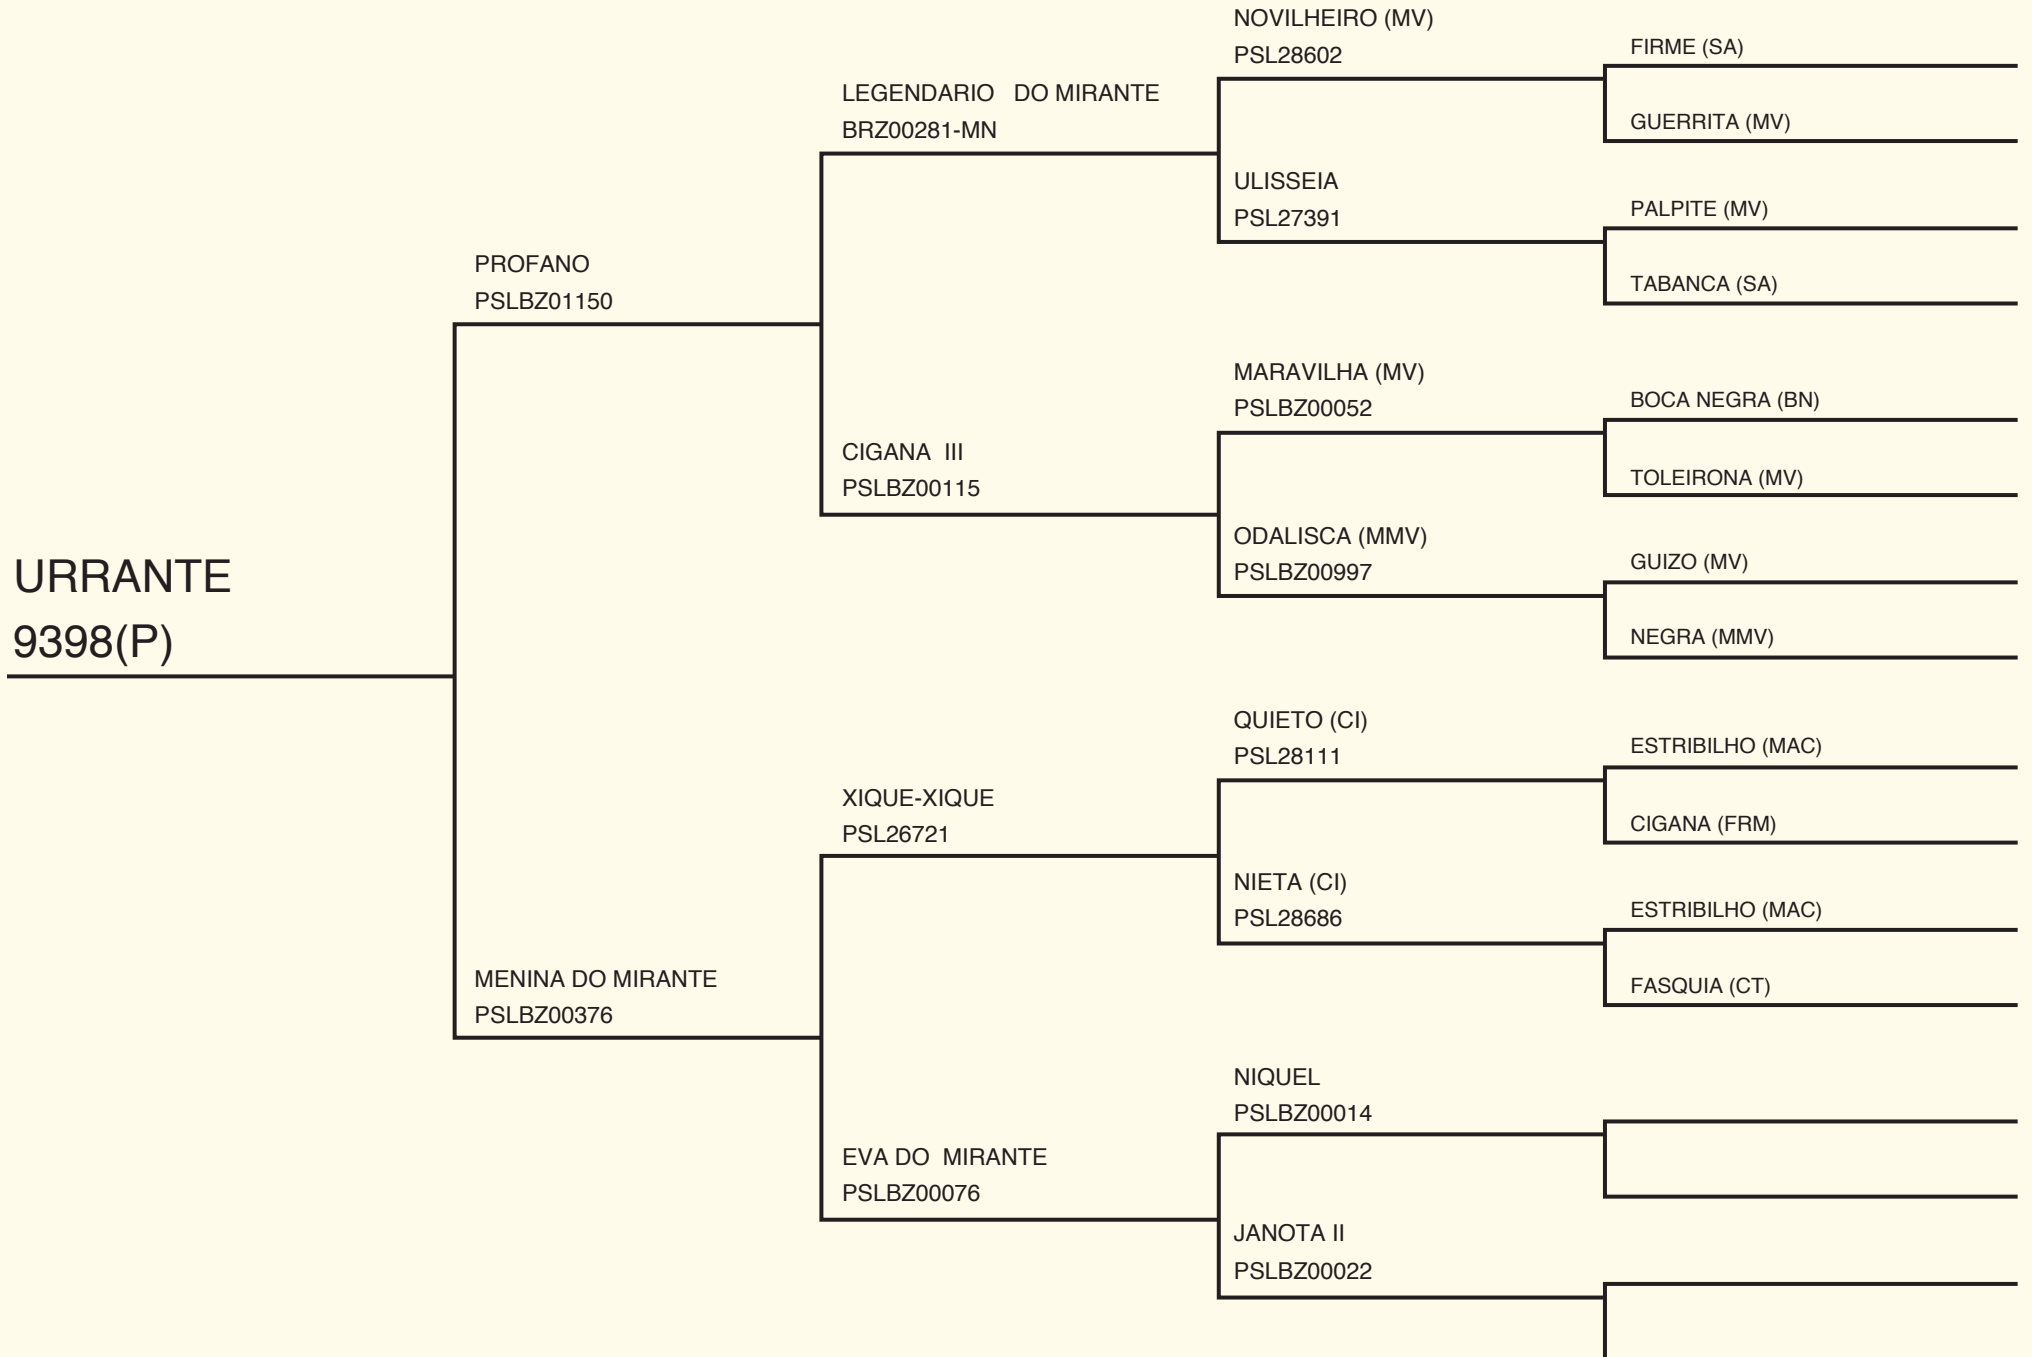 URRANTE
9398(P)
PROFANO
PSLBZ01150
MENINA DO MIRANTE
PSLBZ00376
LEGENDARIO   DO MIRANTE
BRZ00281-MN
CIGANA  III
PSLBZ00115
XIQUE-XIQUE
PSL26721
EVA DO  MIRANTE
PSLBZ00076
NOVILHEIRO (MV)
PSL28602
ULISSEIA
PSL27391
MARAVILHA (MV)
PSLBZ00052
ODALISCA (MMV)
PSLBZ00997
QUIETO (CI)
PSL28111
NIETA (CI)
PSL28686
NIQUEL
PSLBZ00014
JANOTA II
PSLBZ00022
FIRME (SA)
GUERRITA (MV)
PALPITE (MV)
TABANCA (SA)
BOCA NEGRA (BN)
TOLEIRONA (MV)
GUIZO (MV)
NEGRA (MMV)
ESTRIBILHO (MAC)
CIGANA (FRM)
ESTRIBILHO (MAC)
FASQUIA (CT)